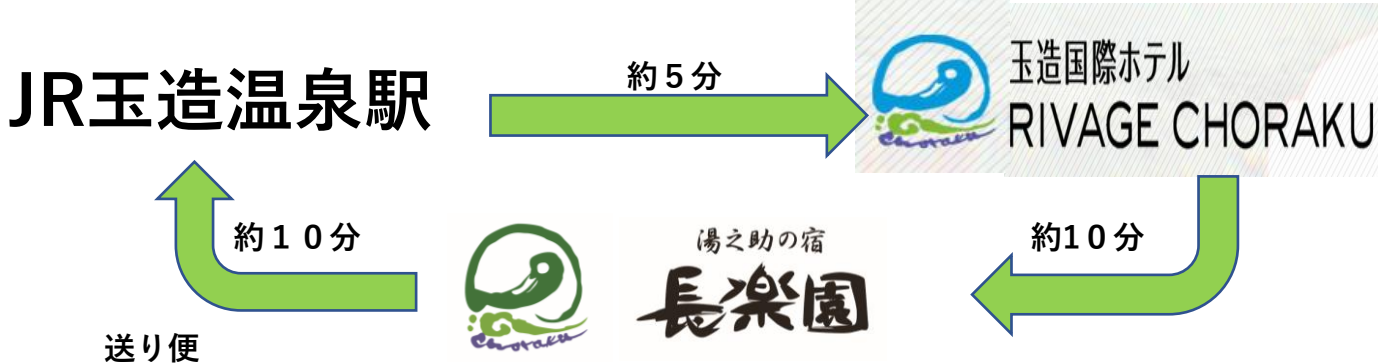 JR玉造温泉駅
約５分
Choraku
玉造国際ホテル
RIVAGE CHORAKU
約１０分
Choraku
湯之助の宿
長楽園
約1０分
送り便